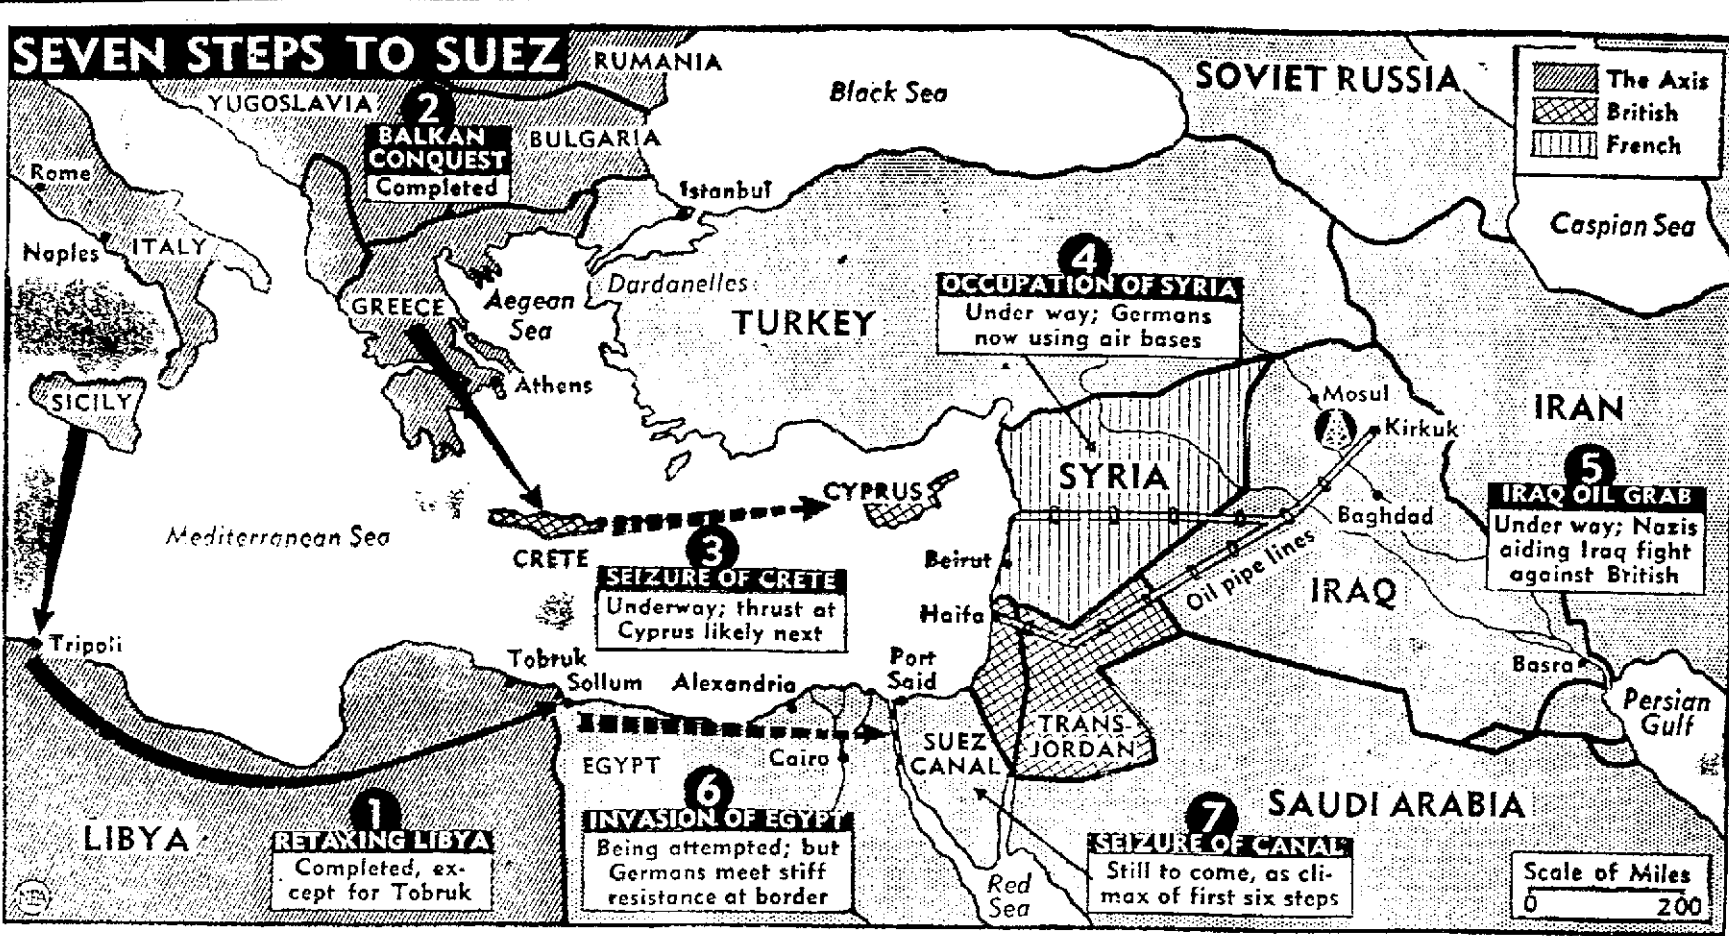 SEVEN STEPS TO SUEZ
RUMANIA
YUGOSLAVIA
Black Sea
SOVIET RUSSIA
The Axis
British
French
2
BALKAN
CONQUEST
Completed
BULGARIA
Rome
Istanbul
Caspian Sea
Naples
ITALY
4
OCCUPATION OF SYRIA
Under way; Germans
now using air bases
GREECE
Aegean
Sea
Dardanelles
TURKEY
Athens
SICILY
Mosul
Kirkuk
IRAN
SYRIA
CYPRUS
5
IRAQ OIL GRAB
Under way; Nazis
aiding Iraq fight
against British
Baghdad
Mediterranean Sea
CRETE
3
SEIZURE OF CRETE
Underway; thrust at
Cyprus likely next
Beirut
Oil pipe lines
IRAQ
Haifa
Tripoli
Tobruk
Sollum
Alexandria
Port
Said
Basra
Persian
Gulf
TRANS-
JORDAN
SUEZ
CANAL
EGYPT
Cairo
LIBYA
1
RETAKING LIBYA
Completed, ex-
cept for Tobruk
6
INVASION OF EGYPT
Being attempted; but
Germans meet stiff
resistance at border
7
SEIZURE OF CANAL
Still to come, as cli-
max of first six steps
SAUDI ARABIA
Red
Sea
Scale of Miles
0 200
NEA